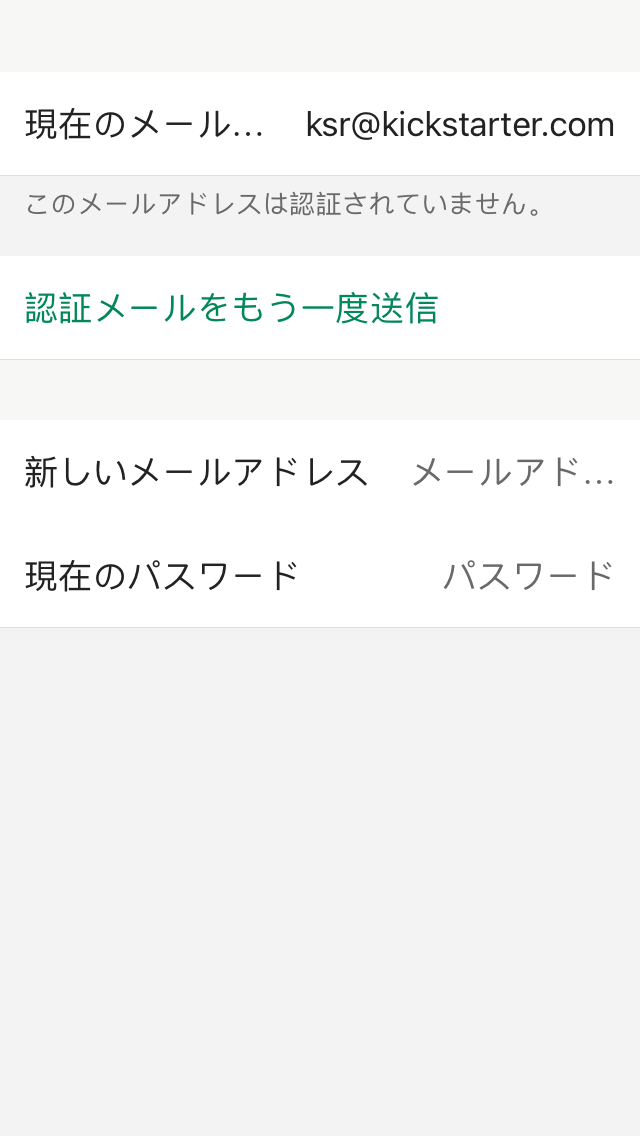 現在のメール… ksr@kickstarter.com
このメールアドレスは認証されていません。
認証メールをもう一度送信
新しいメールアドレス メールアド…
現在のパスワード パスワード